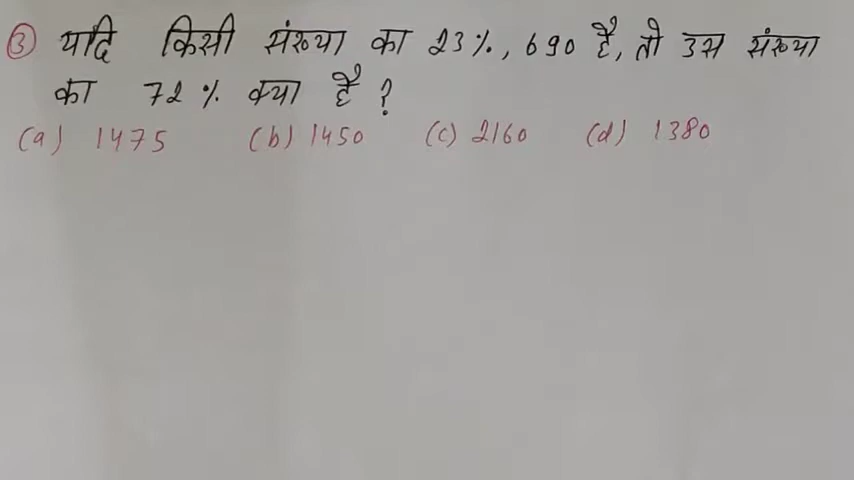 ③ यदि किसी संख्या का 23%, 690 है, तो उस संख्या
का 72% क्या है ?
(a) 1475 (b) 1450 (c) 2160 (d) 1380